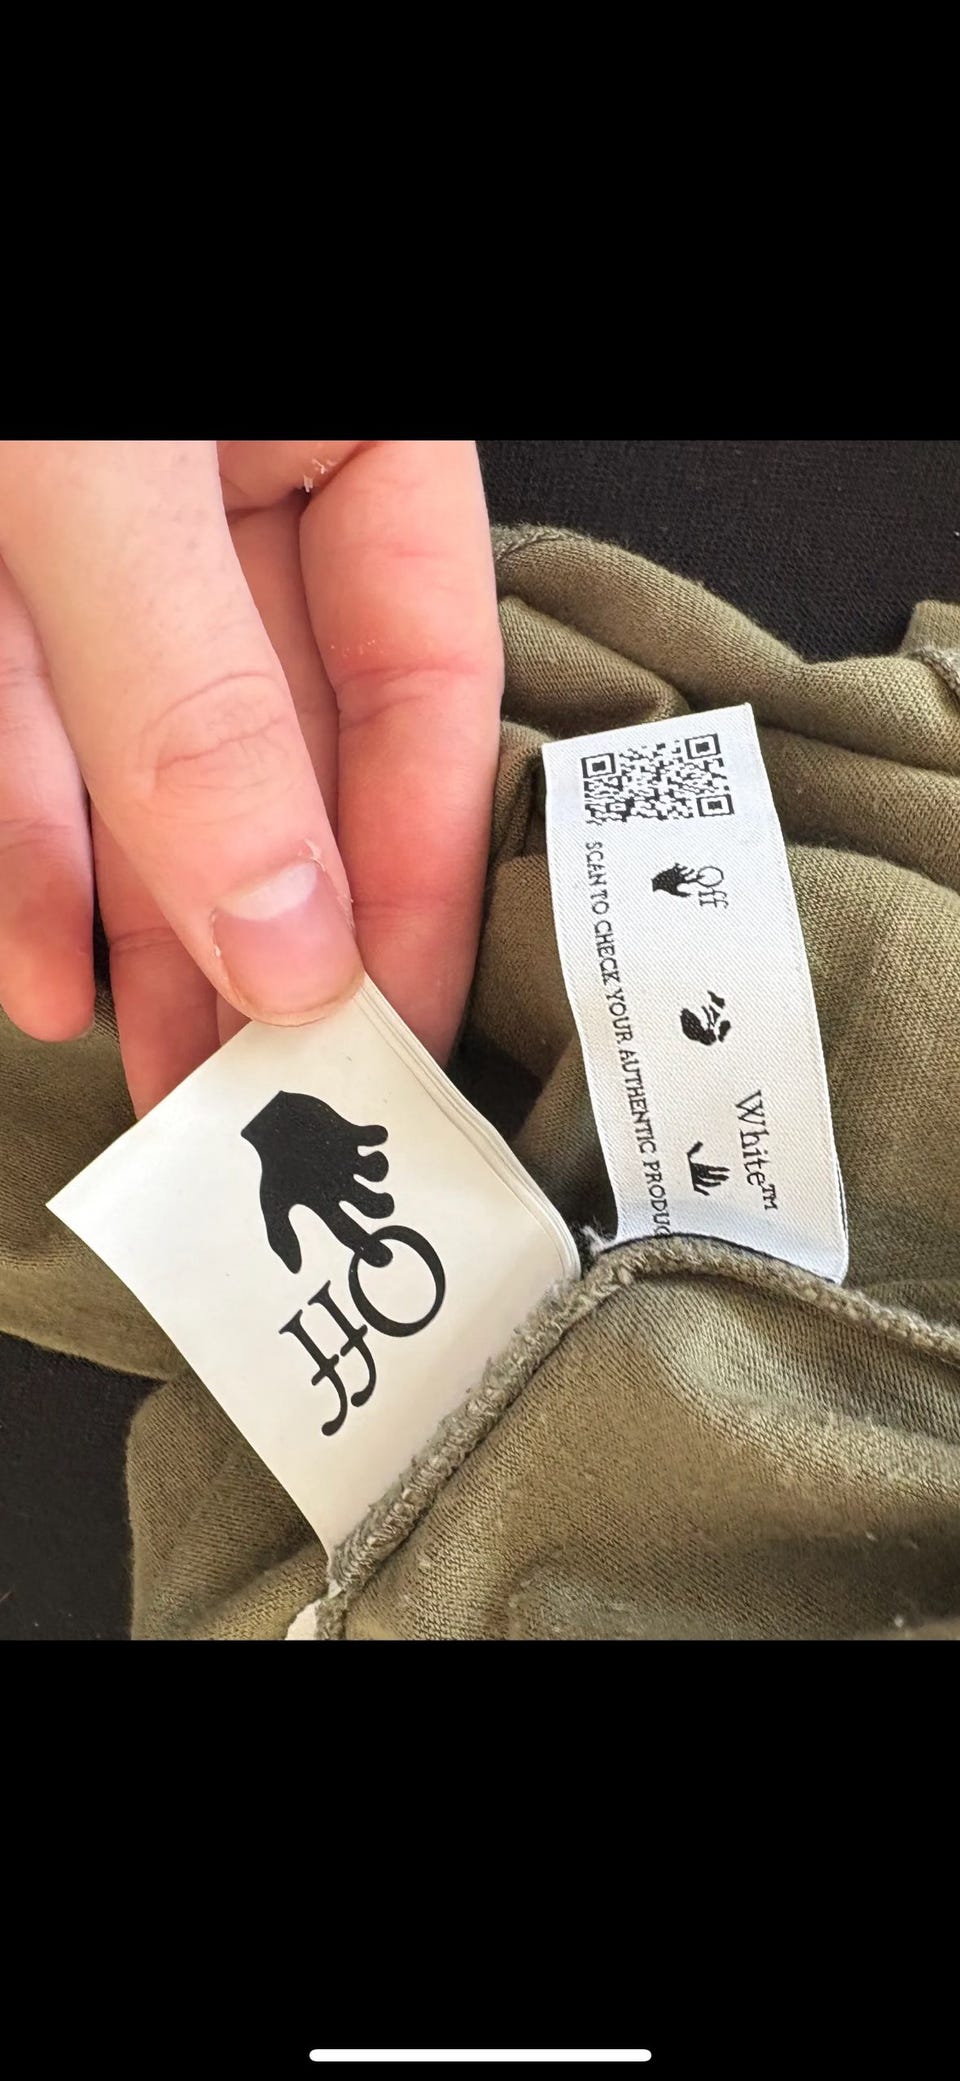 Off
Off
White™
SCAN TO CHECK YOUR AUTHENTIC PRODUC